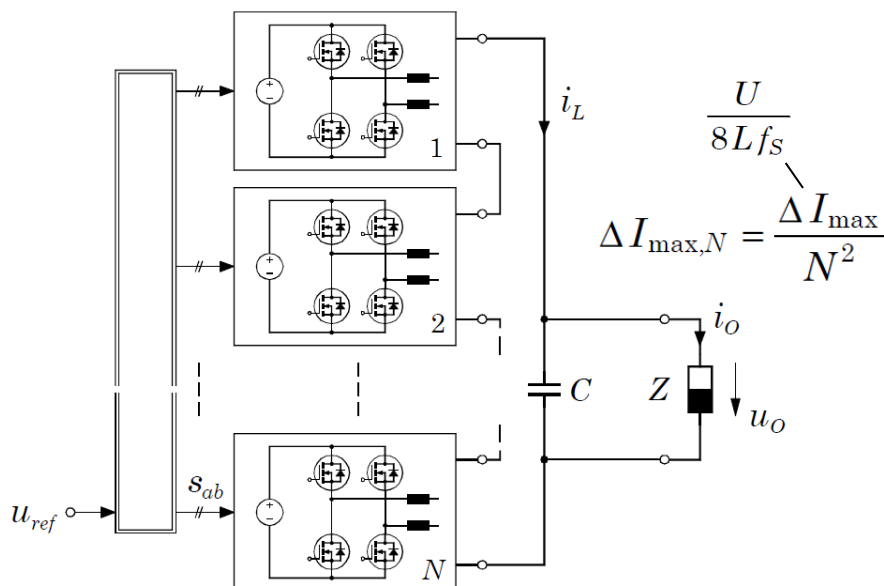 1
i_L
U
8Lf_S
2
ΔI_max,N = ΔI_max
N^2
i_O
C
Z
u_O
s_ab
u_ref
N